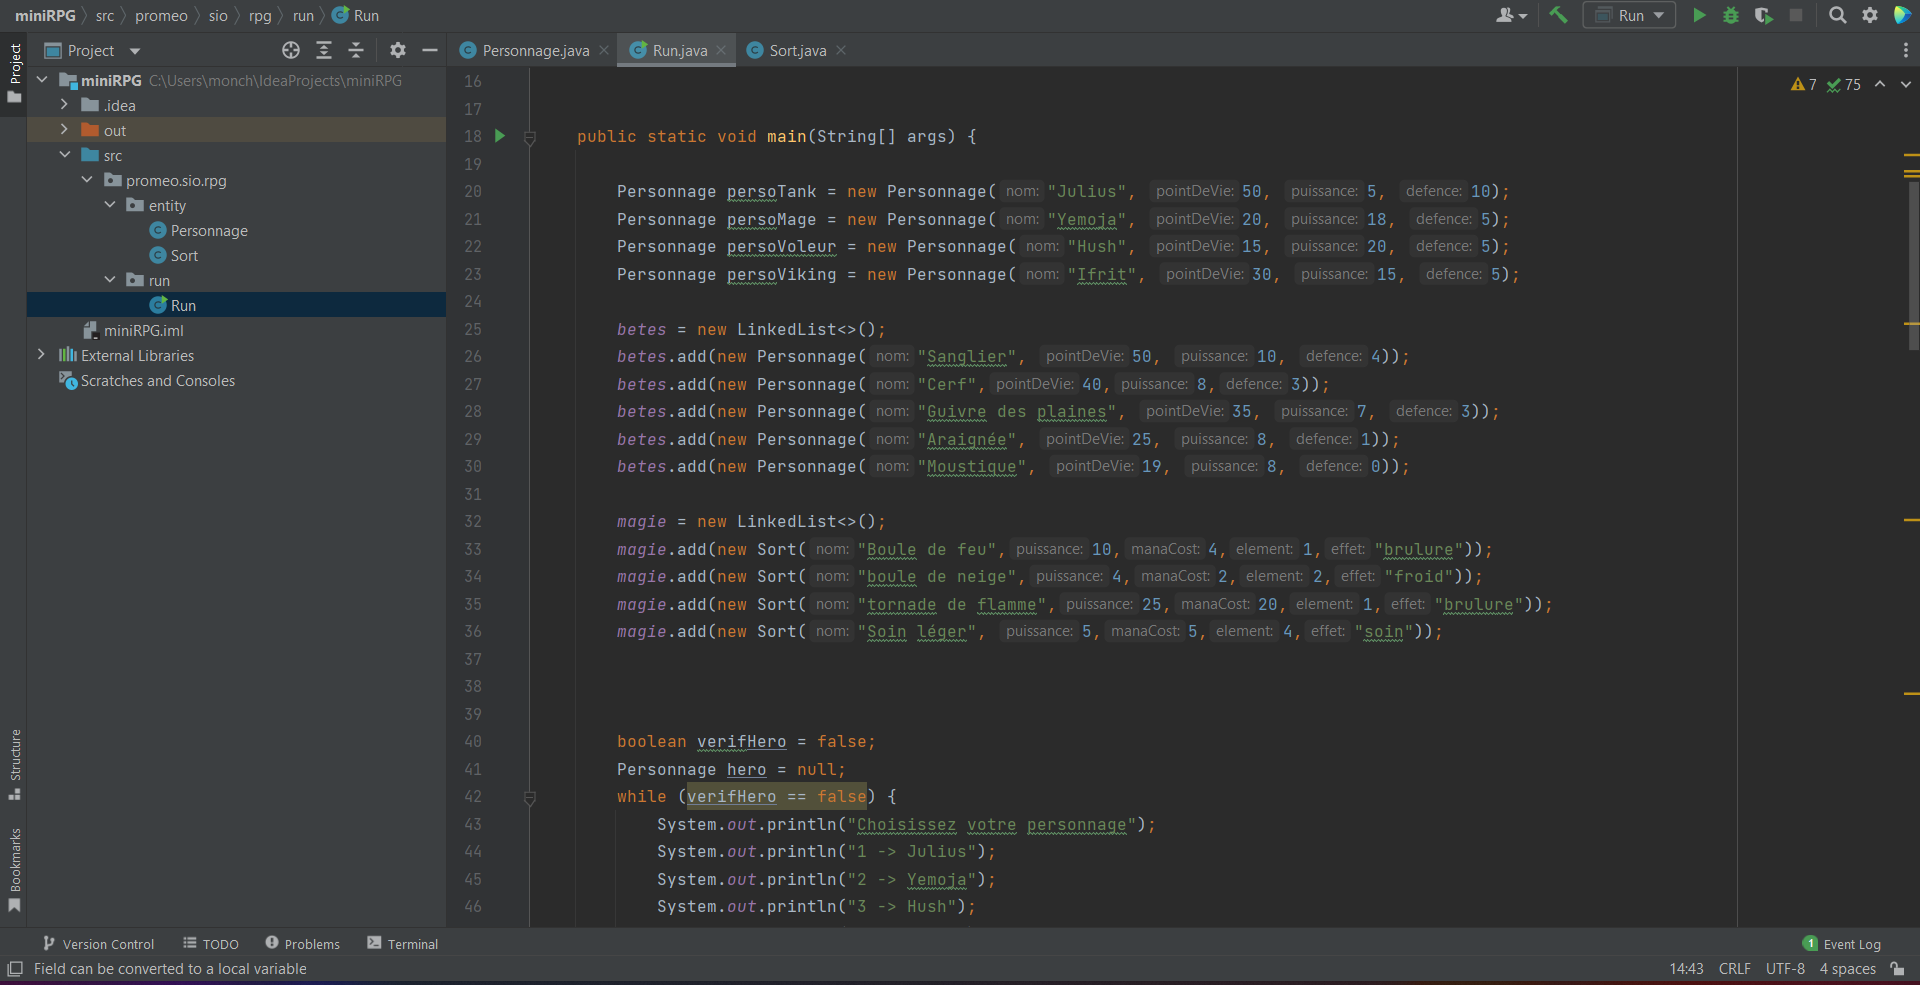 miniRPG src promeo sio rpg run Run
Run
Project
Personnage.java Run.java Sort.java
Project
miniRPG C:\Users\monch\IdeaProjects\miniRPG
.idea
out
src
promeo.sio.rpg
entity
Personnage
Sort
run
Run
miniRPG.iml
External Libraries
Scratches and Consoles
Structure
Bookmarks
7 75
16
17
18 public static void main(String[] args) {
19
20 Personnage persoTank = new Personnage( nom: "Julius", pointDeVie: 50, puissance: 5, defence: 10);
21 Personnage persoMage = new Personnage( nom: "Yemoja", pointDeVie: 20, puissance: 18, defence: 5);
22 Personnage persoVoleur = new Personnage( nom: "Hush", pointDeVie: 15, puissance: 20, defence: 5);
23 Personnage persoViking = new Personnage( nom: "Ifrit", pointDeVie: 30, puissance: 15, defence: 5);
24
25 betes = new LinkedList<>();
26 betes.add(new Personnage( nom: "Sanglier", pointDeVie: 50, puissance: 10, defence: 4));
27 betes.add(new Personnage( nom: "Cerf", pointDeVie: 40, puissance: 8, defence: 3));
28 betes.add(new Personnage( nom: "Guivre des plaines", pointDeVie: 35, puissance: 7, defence: 3));
29 betes.add(new Personnage( nom: "Araignée", pointDeVie: 25, puissance: 8, defence: 1));
30 betes.add(new Personnage( nom: "Moustique", pointDeVie: 19, puissance: 8, defence: 0));
31
32 magie = new LinkedList<>();
33 magie.add(new Sort( nom: "Boule de feu", puissance: 10, manaCost: 4, element: 1, effet: "brulure"));
34 magie.add(new Sort( nom: "boule de neige", puissance: 4, manaCost: 2, element: 2, effet: "froid"));
35 magie.add(new Sort( nom: "tornade de flamme", puissance: 25, manaCost: 20, element: 1, effet: "brulure"));
36 magie.add(new Sort( nom: "Soin léger", puissance: 5, manaCost: 5, element: 4, effet: "soin"));
37
38
39
40 boolean verifHero = false;
41 Personnage hero = null;
42 while (verifHero == false) {
43 System.out.println("Choisissez votre personnage");
44 System.out.println("1 -> Julius");
45 System.out.println("2 -> Yemoja");
46 System.out.println("3 -> Hush");
Version Control TODO Problems Terminal 1 Event Log
Field can be converted to a local variable 14:43 CRLF UTF-8 4 spaces